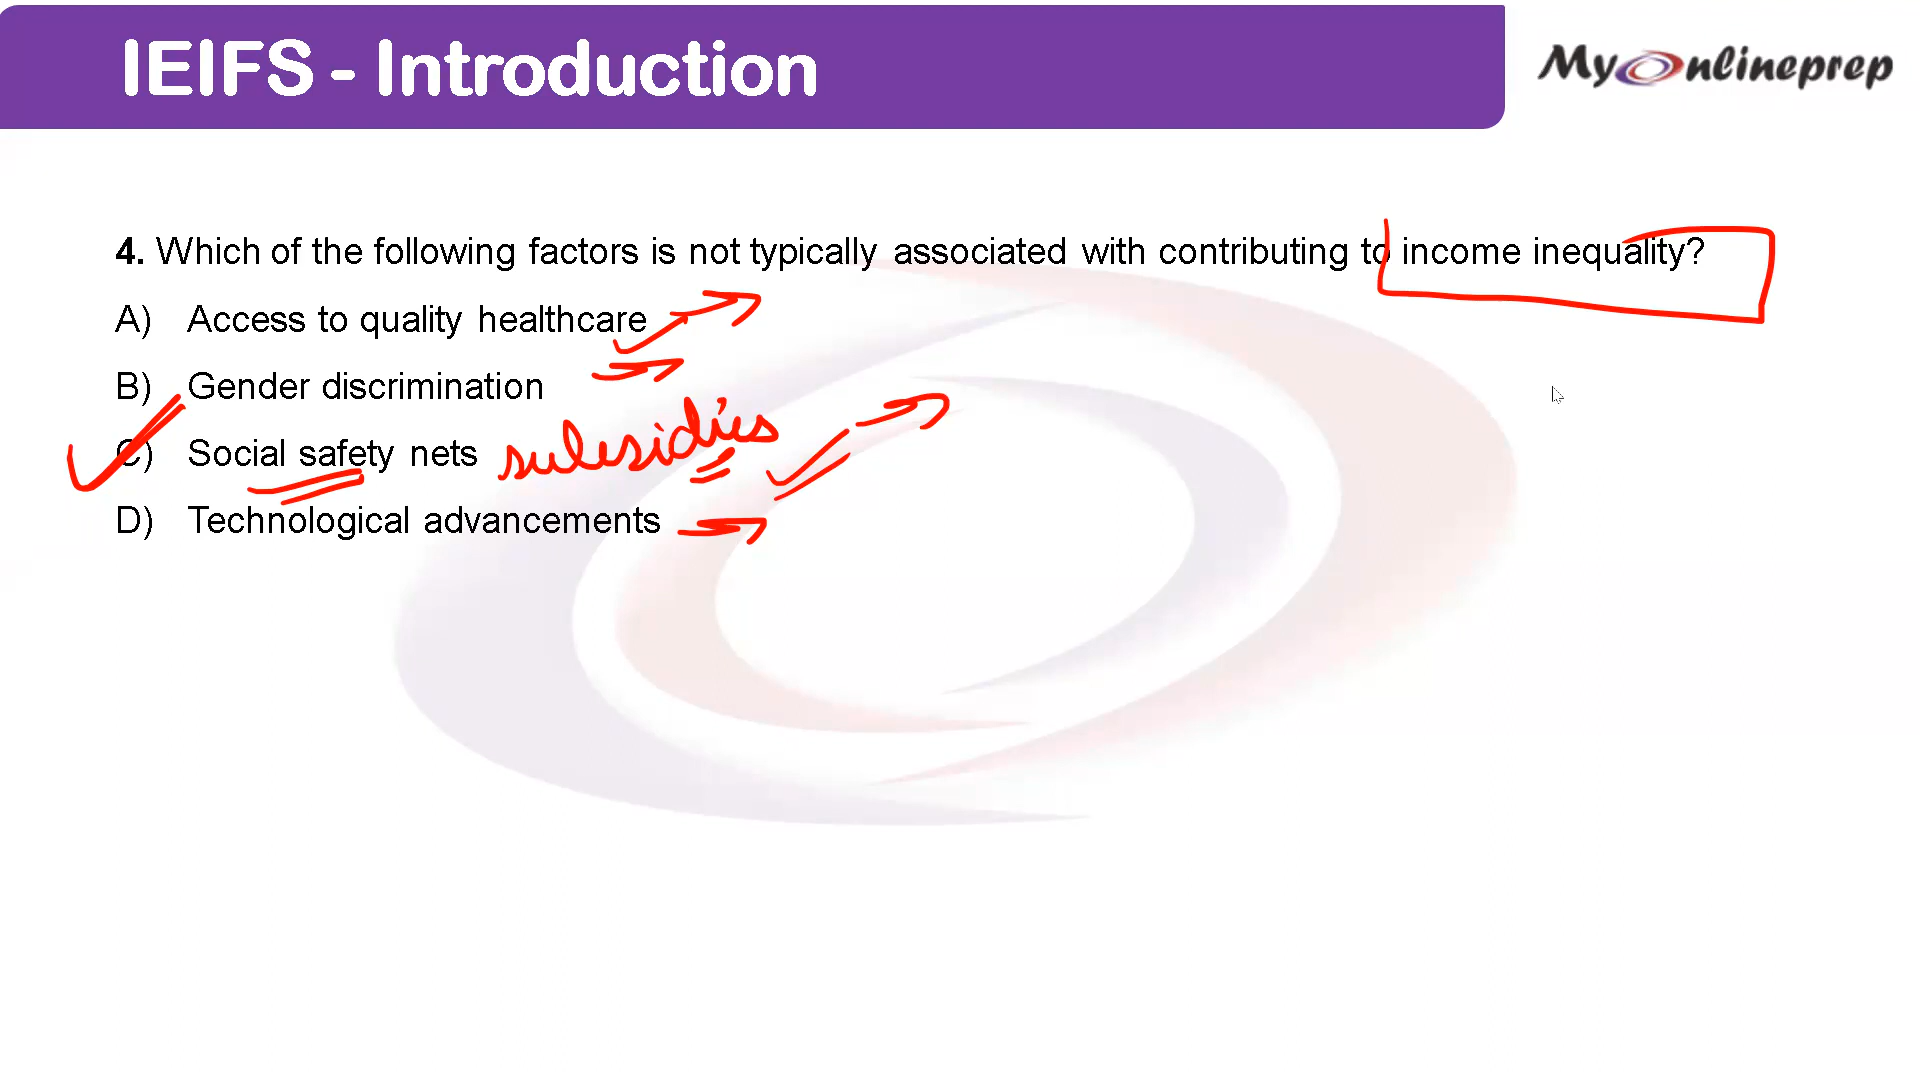 IEIFS - Introduction
MyOnlineprep
4. Which of the following factors is not typically associated with contributing to income inequality?
A) Access to quality healthcare
B) Gender discrimination
C) Social safety nets subsidies
D) Technological advancements